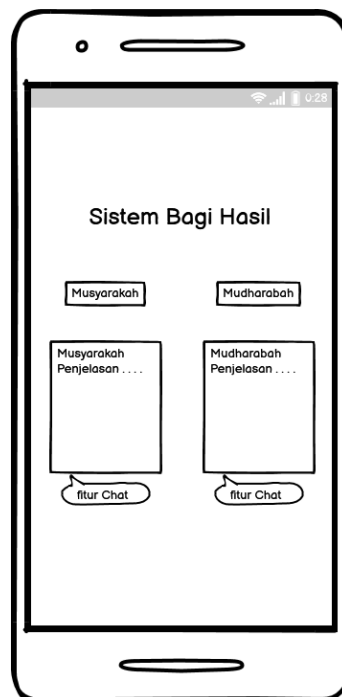 0:28
Sistem Bagi Hasil
Musyarakah
Mudharabah
Musyarakah
Penjelasan . . . .
Mudharabah
Penjelasan . . . .
fitur Chat
fitur Chat